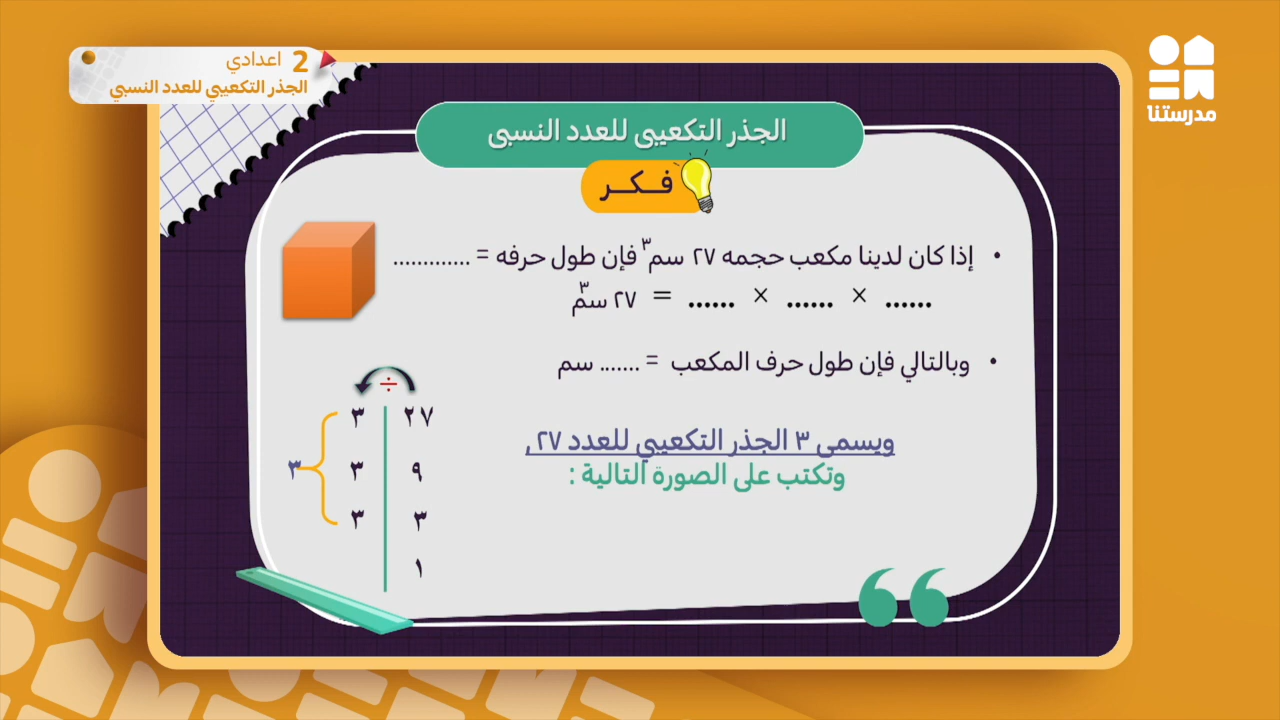 2 اعدادي
الجذر التكعيبي للعدد النسبي
مدرستنا
الجذر التكعيبى للعدد النسبى
فـكـر
• إذا كان لدينا مكعب حجمه ٢٧ سم٣ فإن طول حرفه = .............
...... × ...... × ...... = ٢٧ سم٣
• وبالتالي فإن طول حرف المكعب = ....... سم
ويسمى ٣ الجذر التكعيبي للعدد ٢٧ ,
وتكتب على الصورة التالية :
÷
٢٧ ٣
٩ ٣ ٣
٣ ٣
١